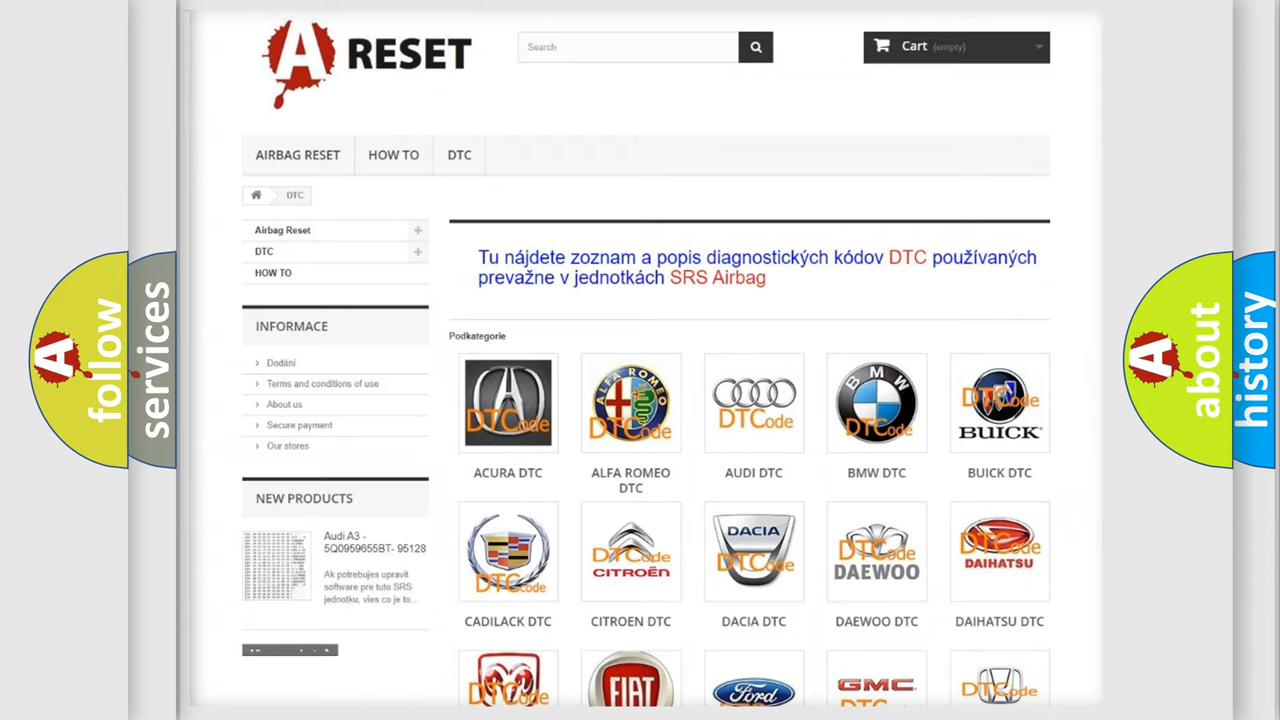 A RESET
Search
Cart (empty)
AIRBAG RESET
HOW TO
DTC
DTC
Airbag Reset
DTC
HOW TO
Tu nájdete zoznam a popis diagnostických kódov DTC používaných
prevažne v jednotkách SRS Airbag
INFORMACE
Dodání
Terms and conditions of use
About us
Secure payment
Our stores
NEW PRODUCTS
Audi A3 -
5Q0959655BT- 95128
Ak potrebujes upravit
software pre tuto SRS
jednotku, vies co je to...
Podkategorie
DTCode
ALFA ROMEO
DTCode
DTCode
BMW
DTCode
DTCode
BUICK
ACURA DTC
ALFA ROMEO
DTC
AUDI DTC
BMW DTC
BUICK DTC
DTCode
DTCode
CITROËN
DACIA
DTCode
DTCode
DAEWOO
DTCode
DAIHATSU
CADILACK DTC
CITROEN DTC
DACIA DTC
DAEWOO DTC
DAIHATSU DTC
DTCode
FIAT
Ford
GMC
DTCode
A follow
services
A about
history